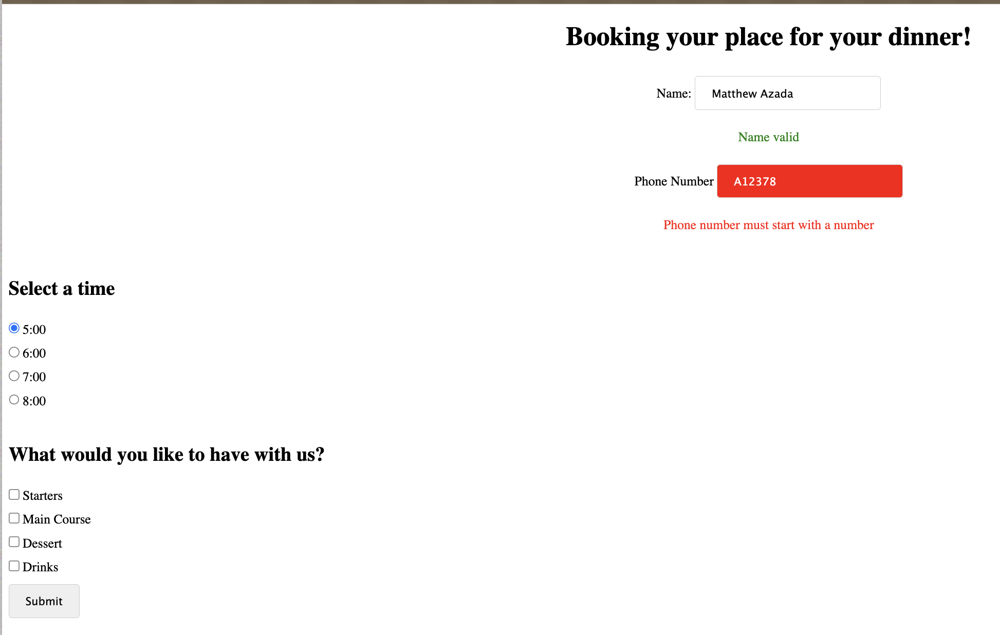 Booking your place for your dinner!
Name: Matthew Azada
Name valid
Phone Number A12378
Phone number must start with a number
Select a time
5:00
6:00
7:00
8:00
What would you like to have with us?
Starters
Main Course
Dessert
Drinks
Submit